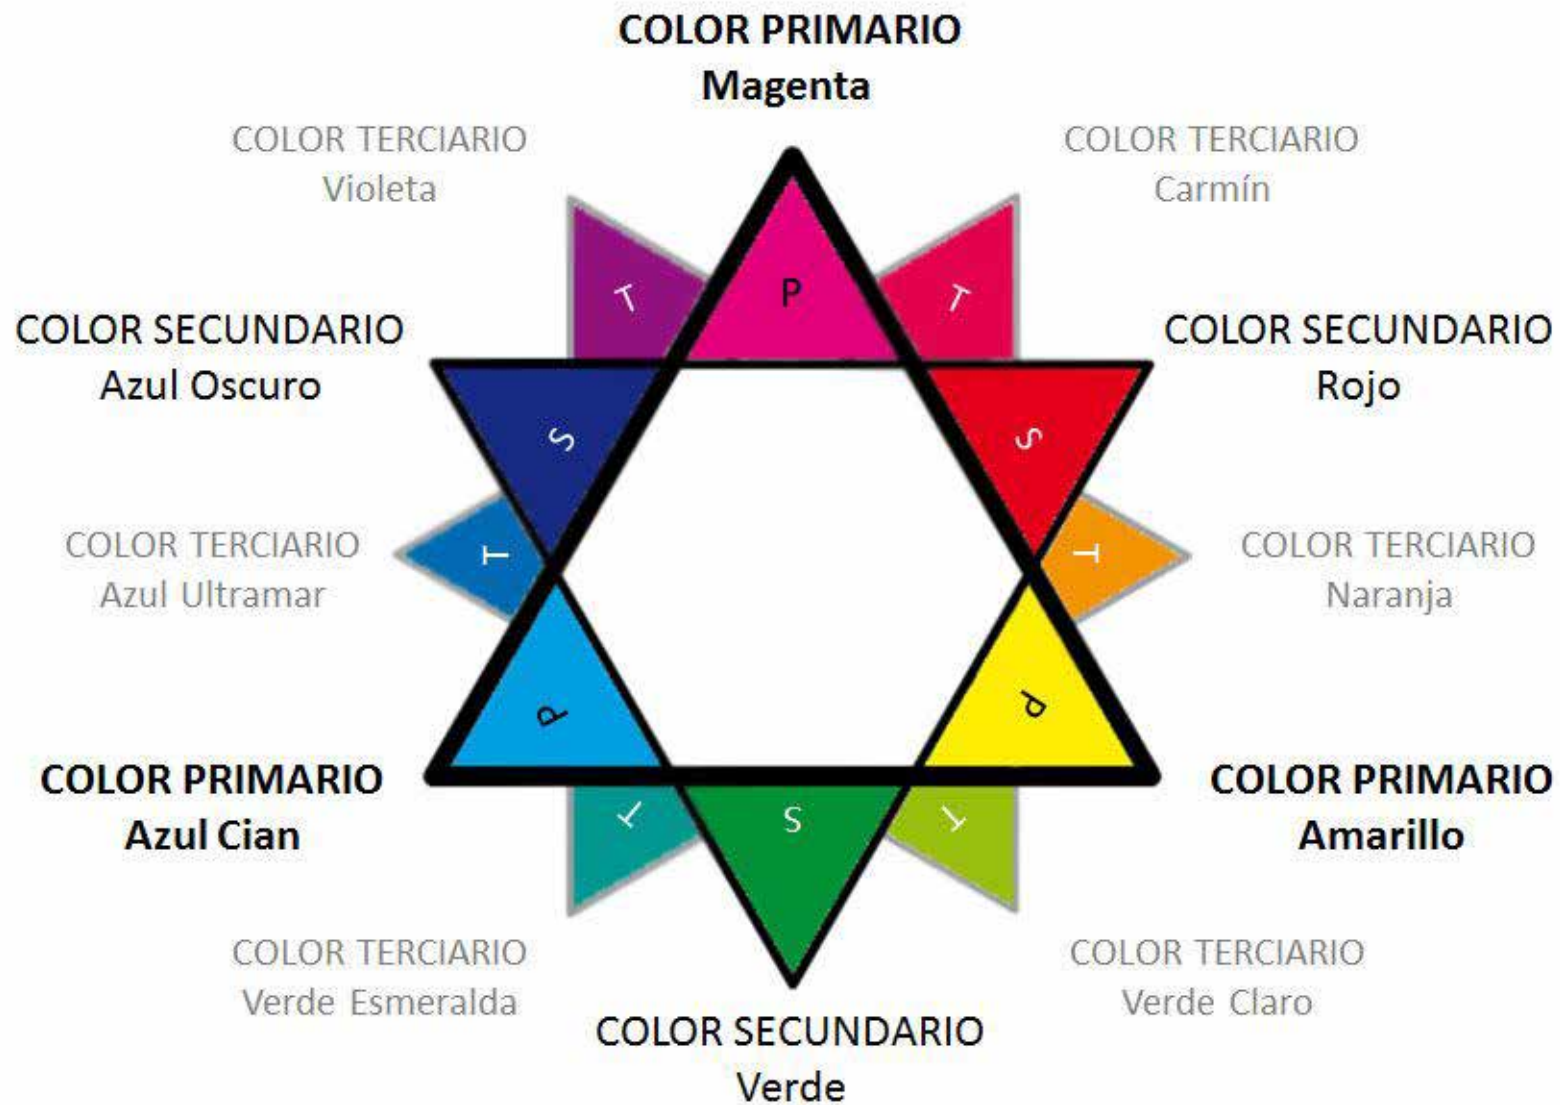 COLOR PRIMARIO
Magenta
COLOR TERCIARIO
Violeta
COLOR TERCIARIO
Carmín
T
P
T
COLOR SECUNDARIO
Azul Oscuro
COLOR SECUNDARIO
Rojo
S
S
COLOR TERCIARIO
Azul Ultramar
T
T
COLOR TERCIARIO
Naranja
P
P
COLOR PRIMARIO
Azul Cian
COLOR PRIMARIO
Amarillo
T
S
T
COLOR TERCIARIO
Verde Esmeralda
COLOR TERCIARIO
Verde Claro
COLOR SECUNDARIO
Verde